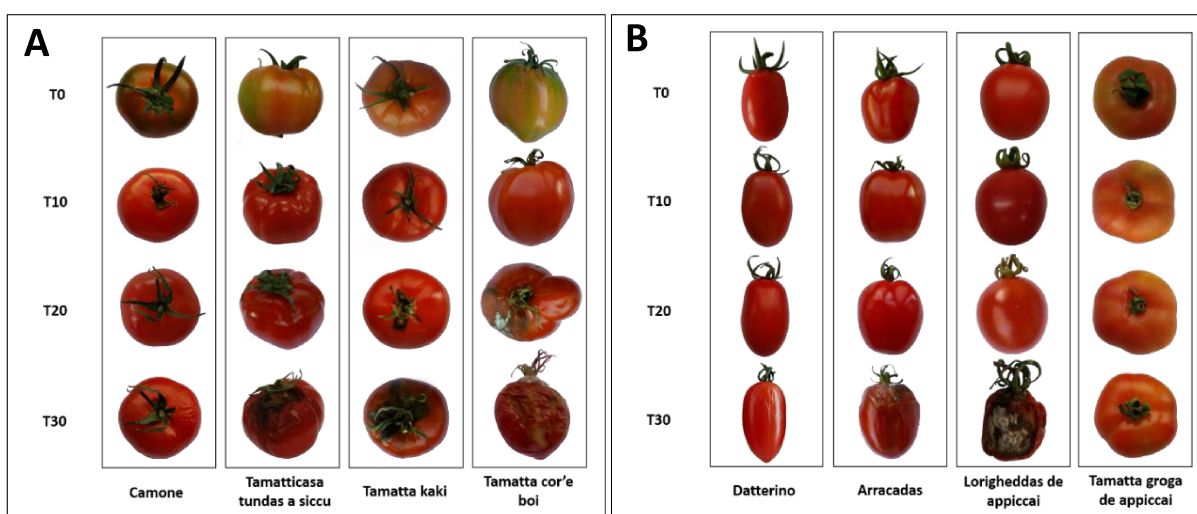 A
T0
T10
T20
T30
Camone
Tamatticasa
tundas a siccu
Tamatta kaki
Tamatta cor'e
boi
B
T0
T10
T20
T30
Datterino
Arracadas
Lorigheddas de
appiccai
Tamatta groga
de appiccai